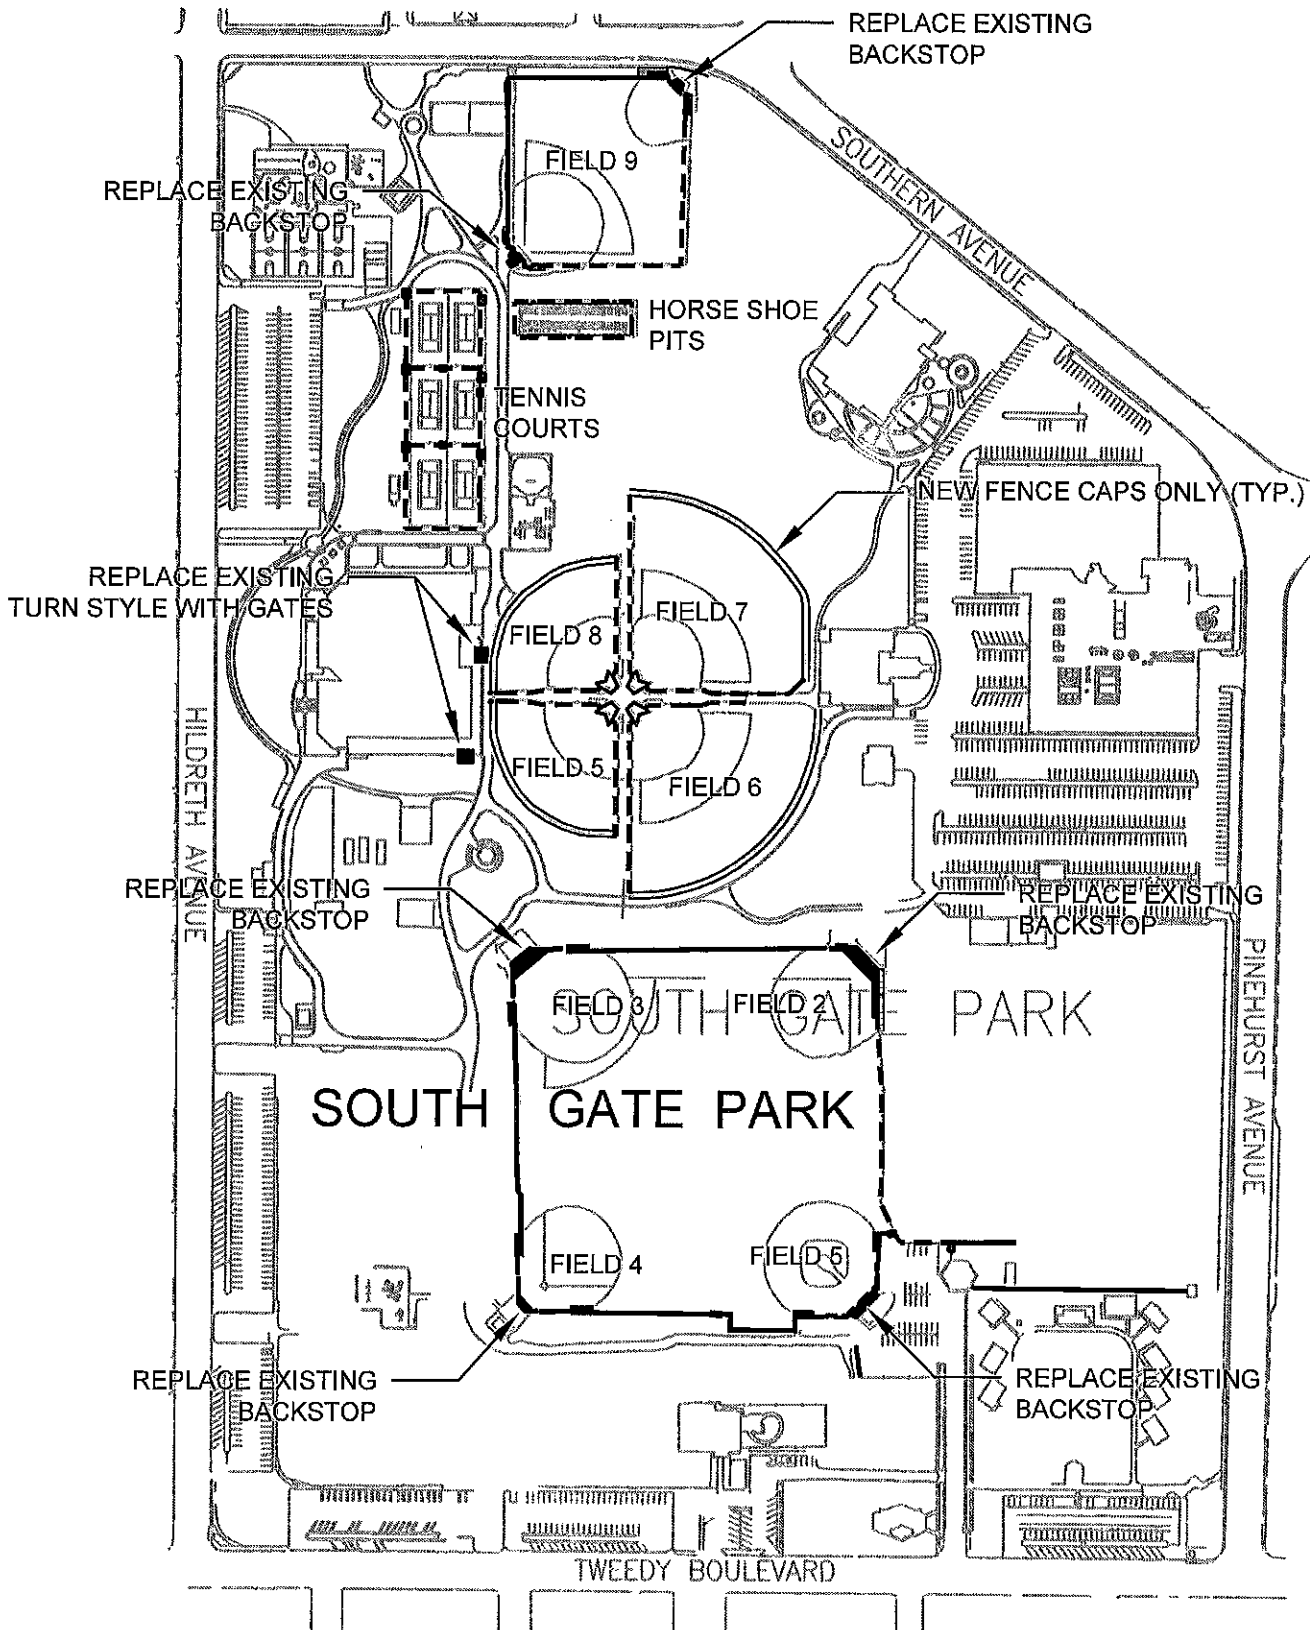 REPLACE EXISTING
BACKSTOP
SOUTHERN AVENUE
FIELD 9
REPLACE EXISTING
BACKSTOP
HORSE SHOE
PITS
TENNIS
COURTS
NEW FENCE CAPS ONLY (TYP.)
REPLACE EXISTING
TURN STYLE WITH GATES
FIELD 7
FIELD 8
FIELD 5
FIELD 6
HILDRETH AVENUE
REPLACE EXISTING
BACKSTOP
REPLACE EXISTING
BACKSTOP
PINEHURST AVENUE
FIELD 3
FIELD 2
SOUTH GATE PARK
SOUTH GATE PARK
FIELD 4
FIELD 5
REPLACE EXISTING
BACKSTOP
REPLACE EXISTING
BACKSTOP
TWEEDY BOULEVARD